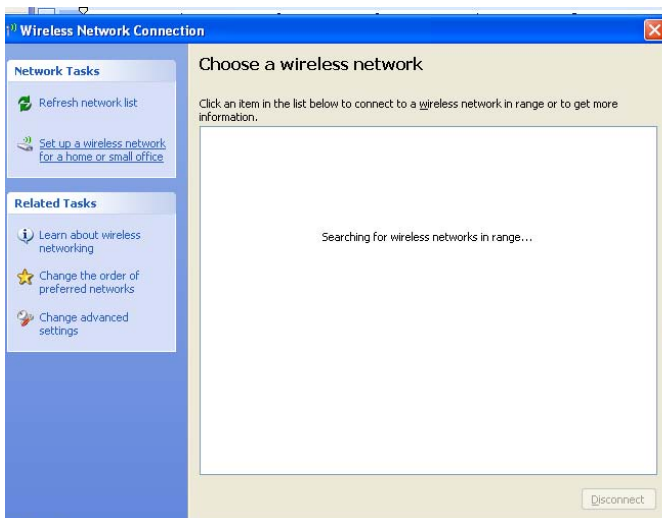 Wireless Network Connection
Network Tasks
Refresh network list
Set up a wireless network
for a home or small office
Related Tasks
Learn about wireless
networking
Change the order of
preferred networks
Change advanced
settings
Choose a wireless network
Click an item in the list below to connect to a wireless network in range or to get more
information.
Searching for wireless networks in range...
Disconnect